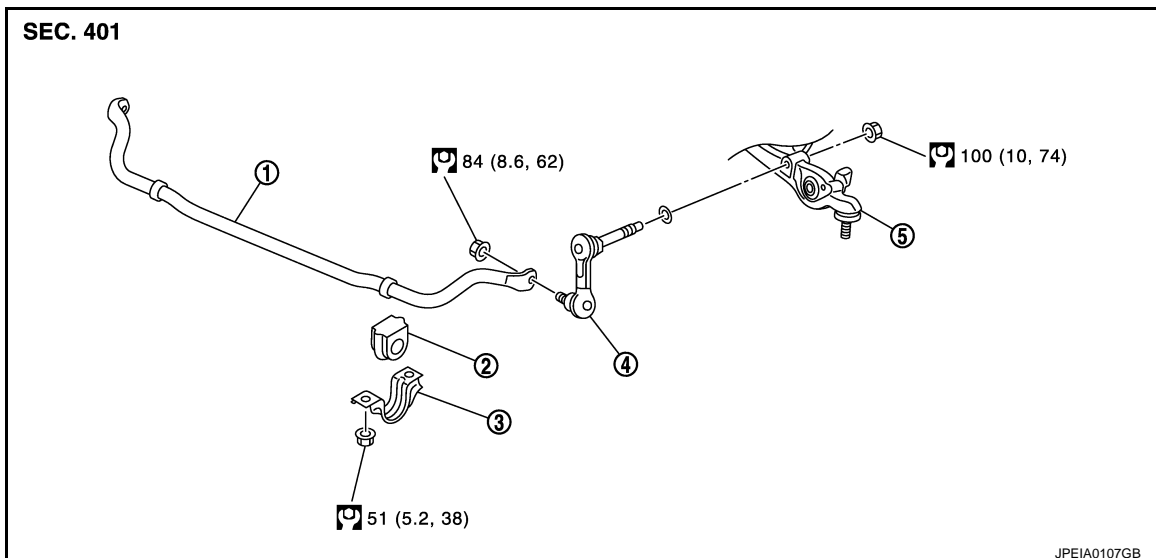 SEC. 401
①
84 (8.6, 62)
100 (10, 74)
⑤
②
④
③
51 (5.2, 38)
JPEIA0107GB